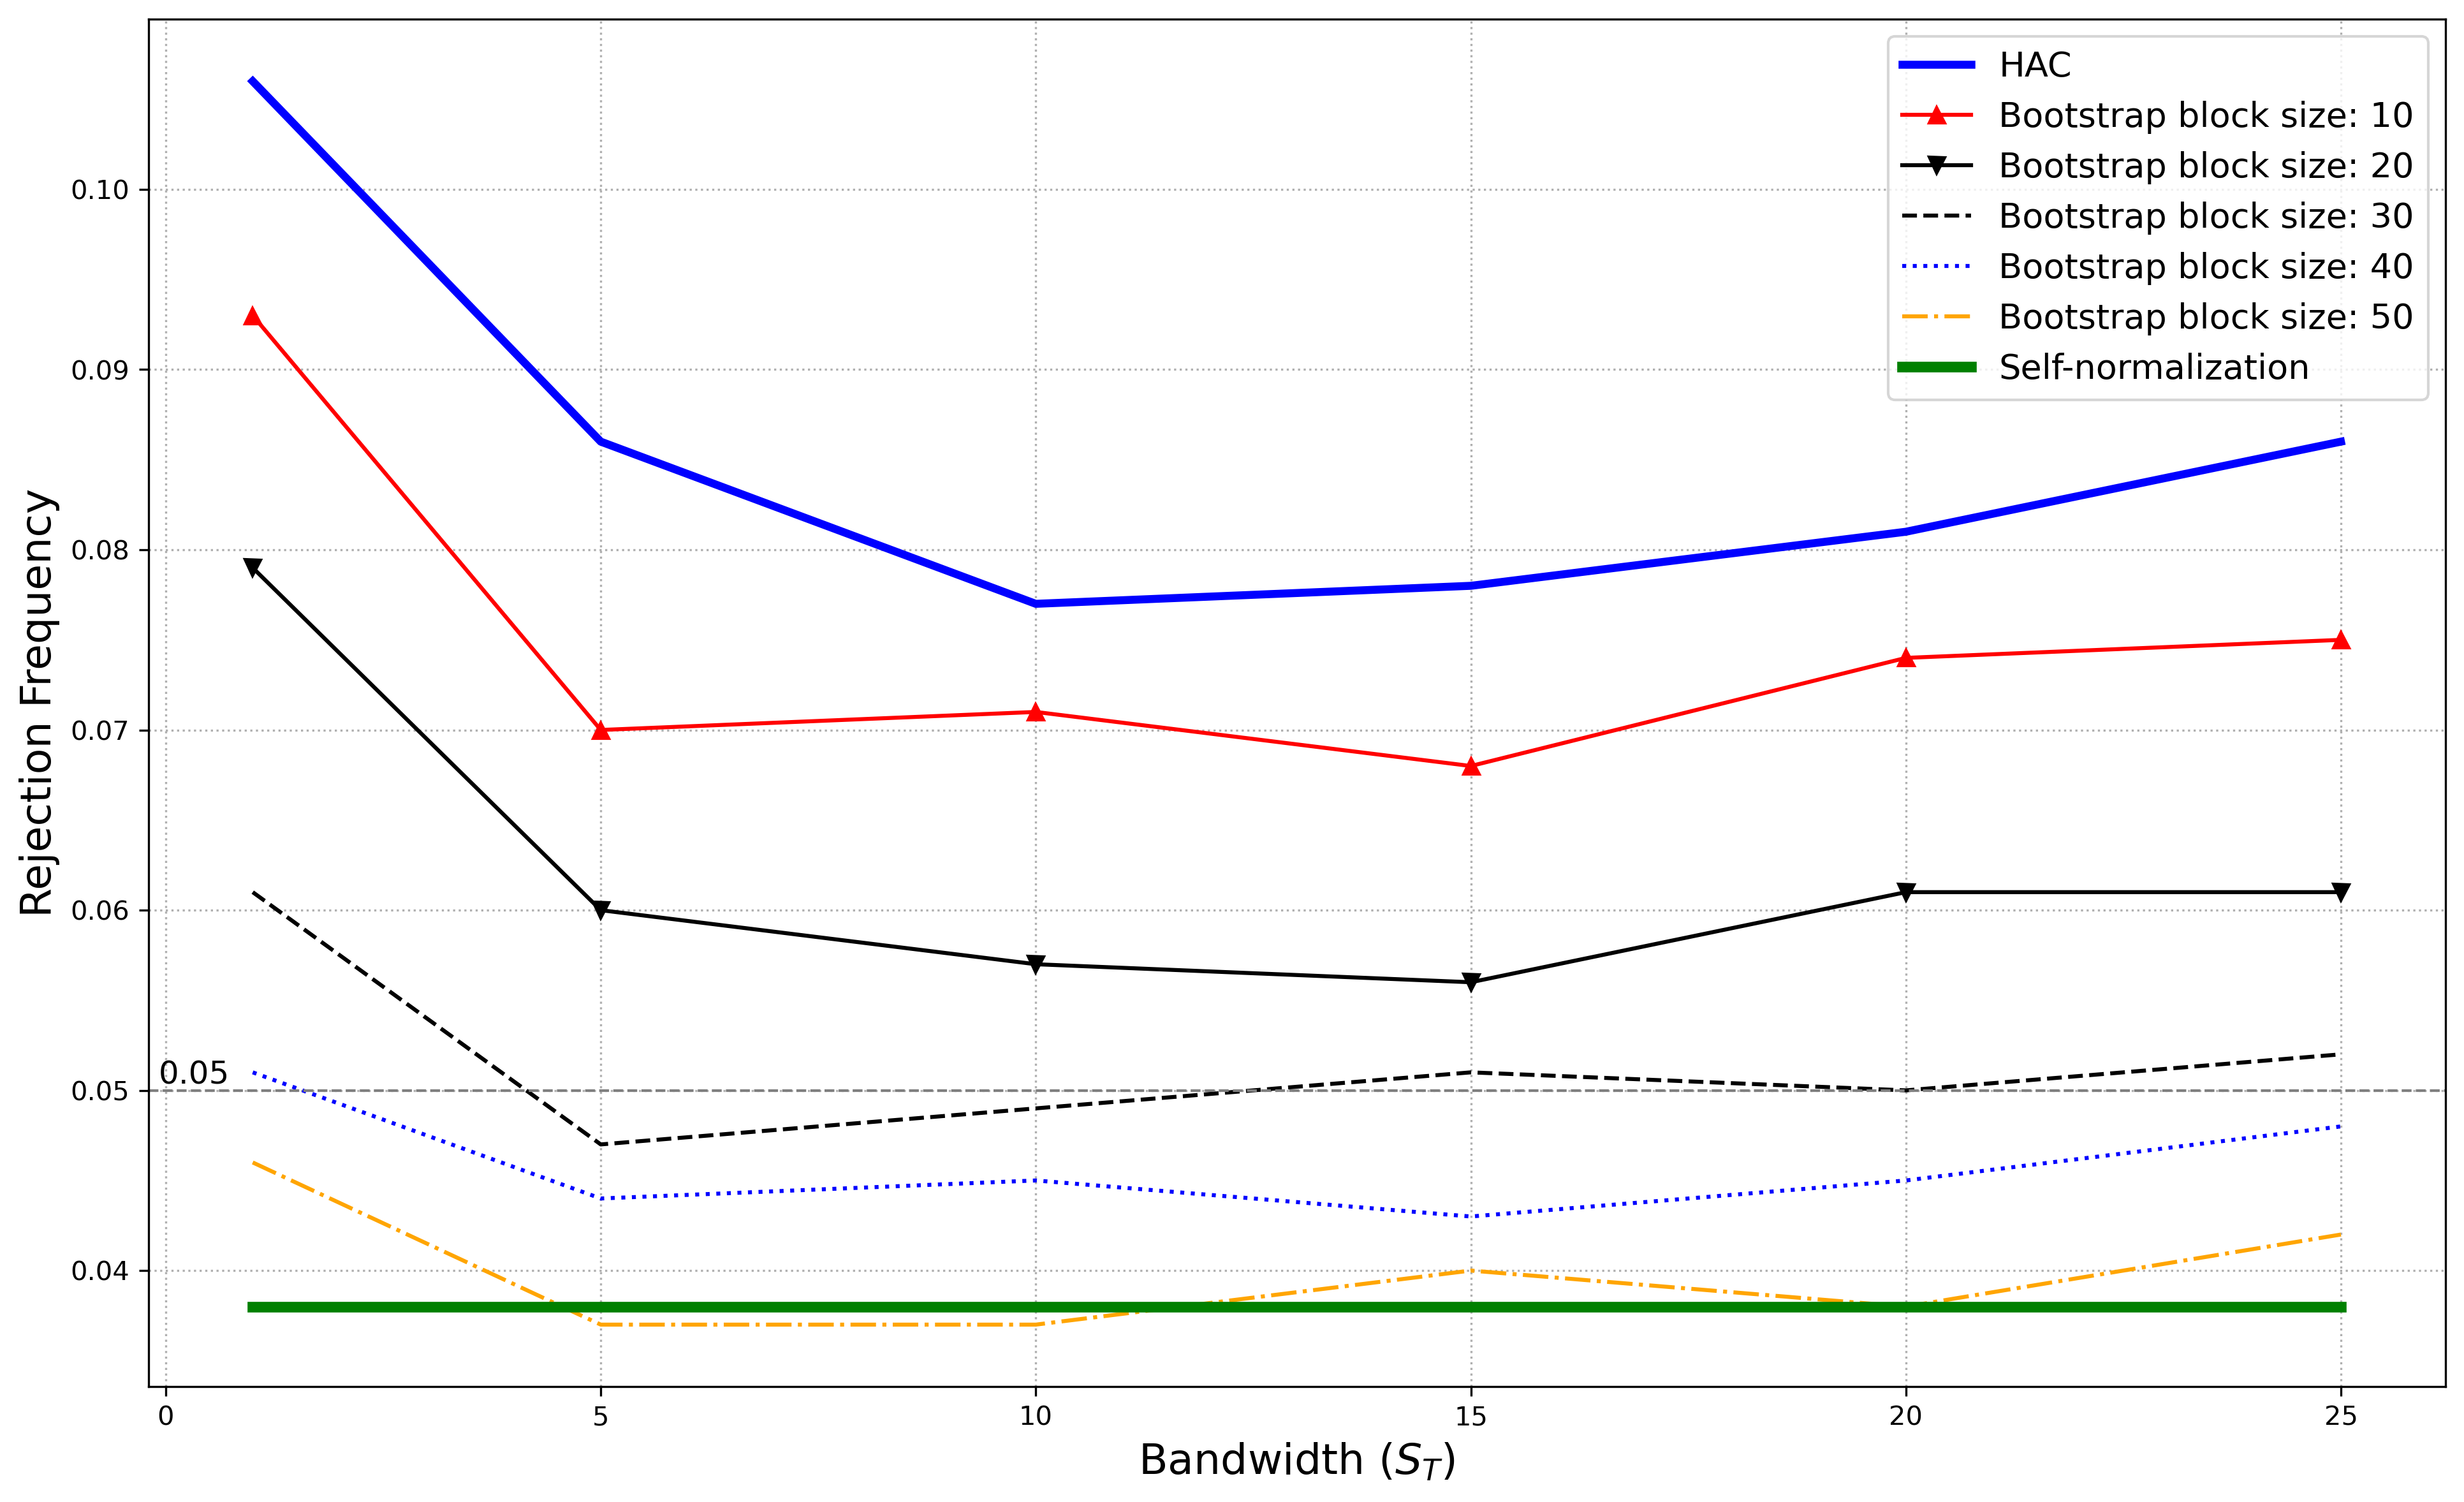 HAC
Bootstrap block size: 10
Bootstrap block size: 20
Bootstrap block size: 30
Bootstrap block size: 40
Bootstrap block size: 50
Self-normalization
Rejection Frequency
0.10
0.09
0.08
0.07
0.06
0.05
0.05
0.04
0 5 10 15 20 25
Bandwidth (S_T)